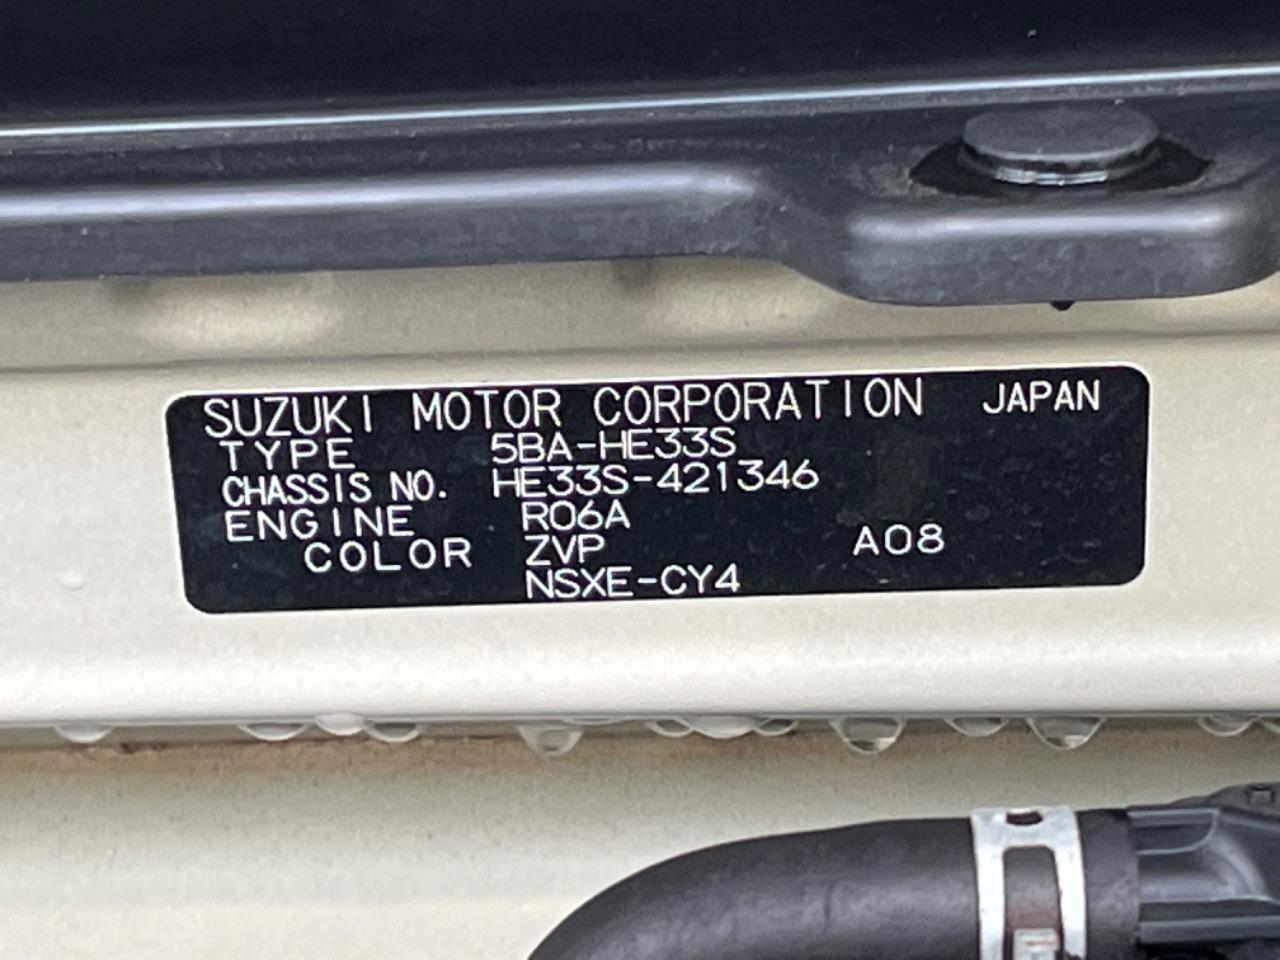 SUZUKI MOTOR CORPORATION JAPAN
TYPE 5BA-HE33S
CHASSIS NO. HE33S-421346
ENGINE R06A
COLOR ZVP A08
NSXE-CY4